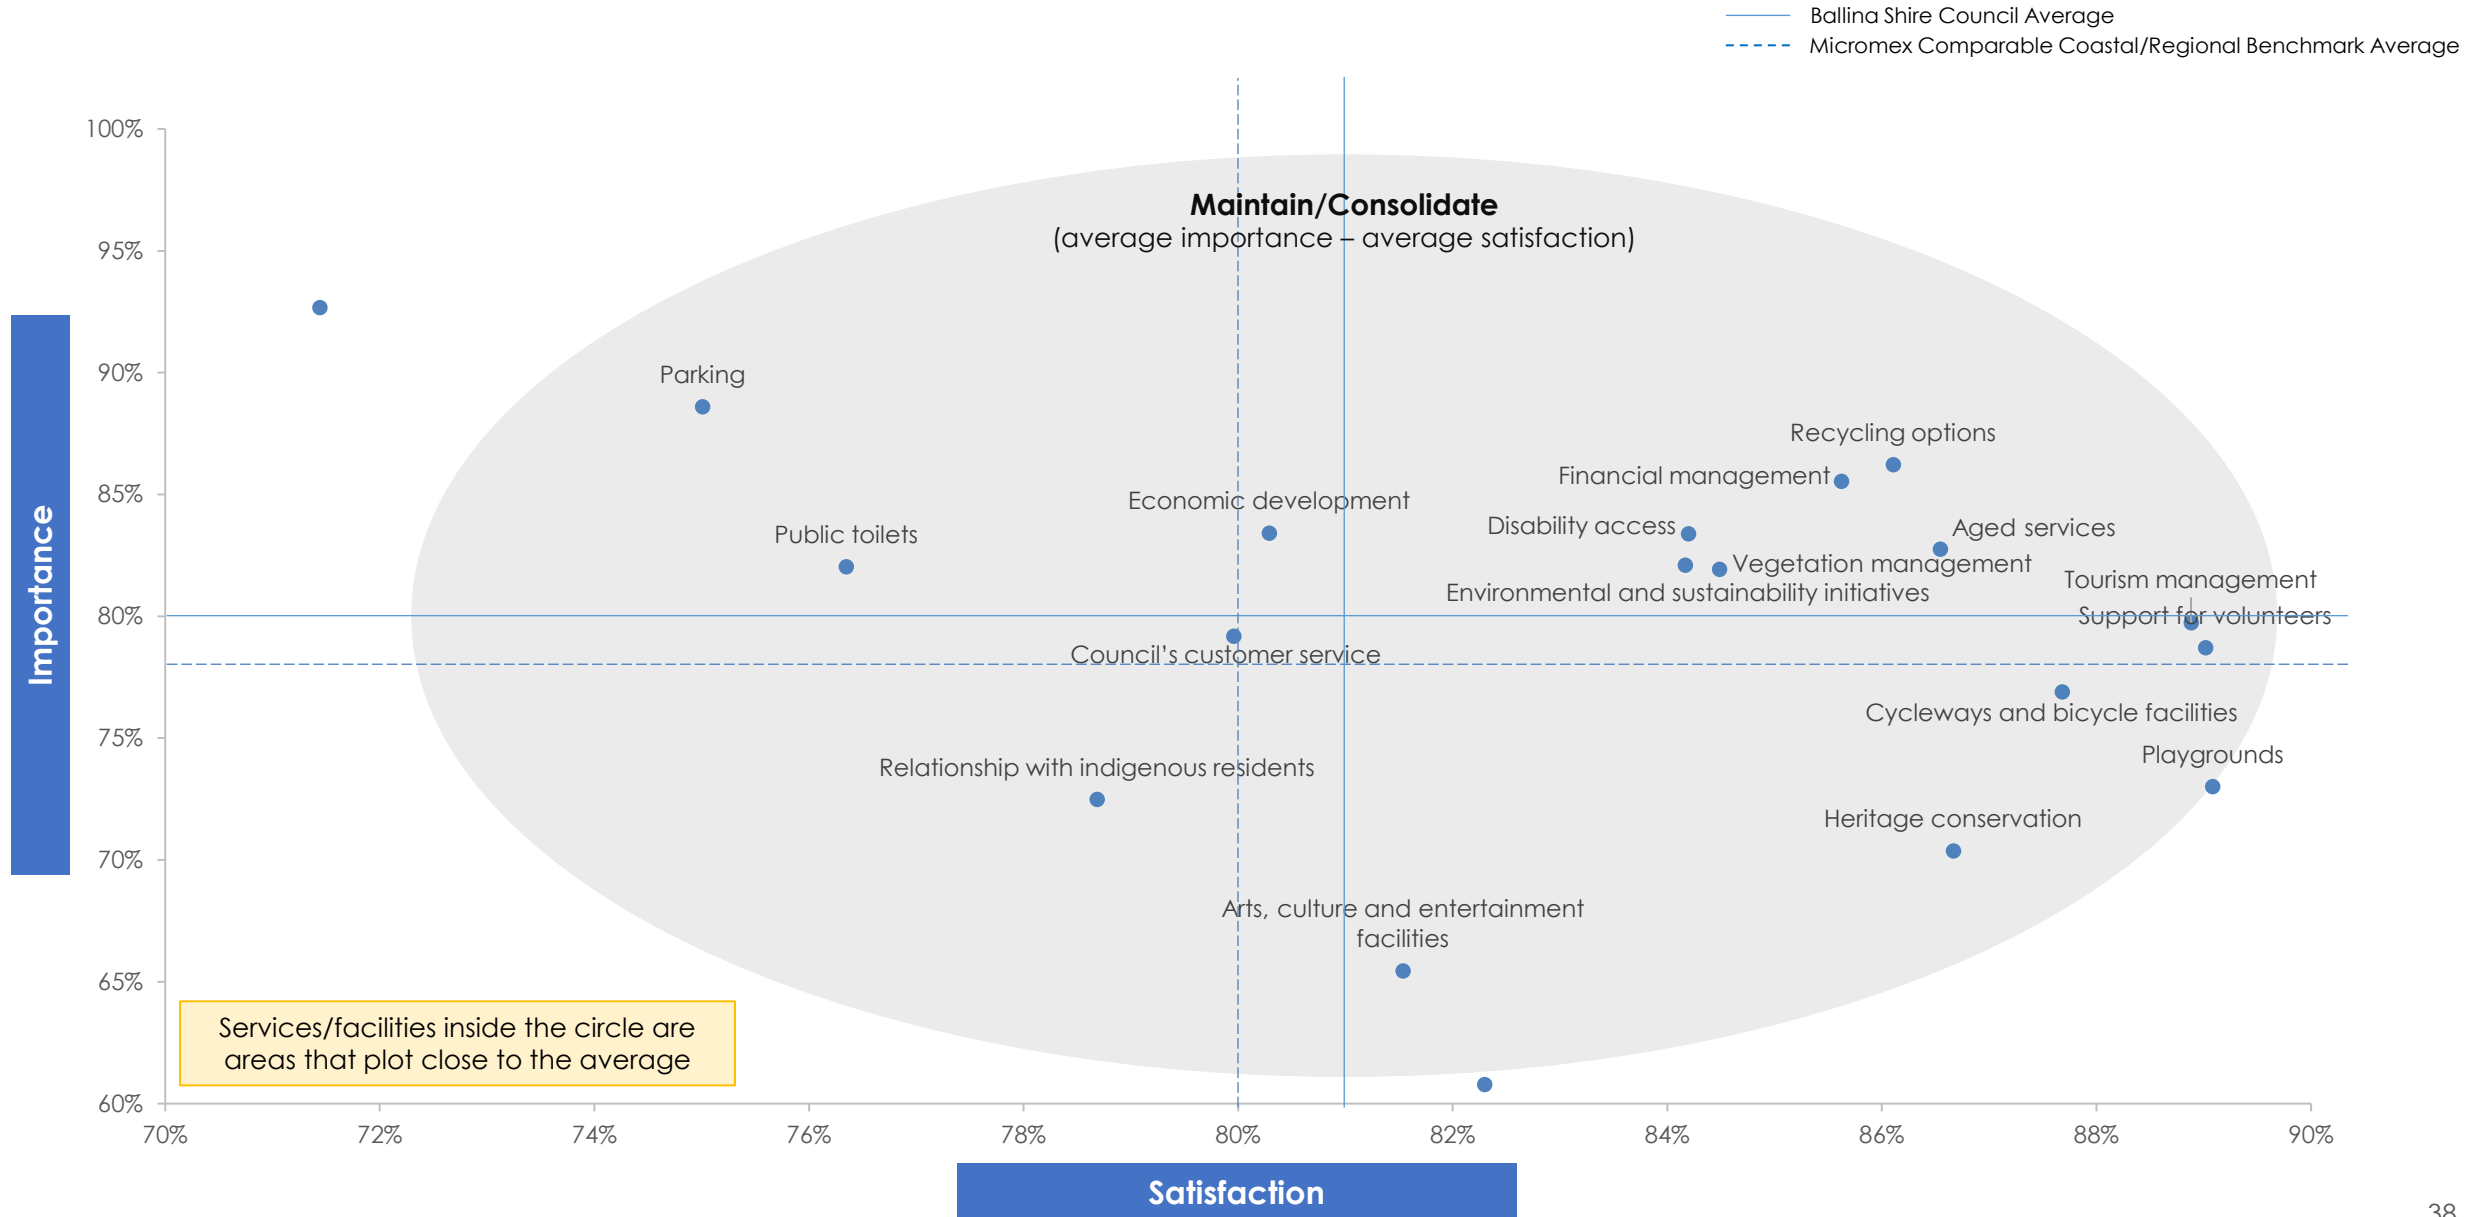 Ballina Shire Council Average
Micromex Comparable Coastal/Regional Benchmark Average
100%
95%
90%
85%
80%
75%
70%
65%
60%
Importance
Maintain/Consolidate
(average importance – average satisfaction)
Parking
Recycling options
Financial management
Economic development
Disability access
Aged services
Public toilets
Vegetation management
Tourism management
Environmental and sustainability initiatives
Support for volunteers
Council’s customer service
Cycleways and bicycle facilities
Playgrounds
Relationship with indigenous residents
Heritage conservation
Arts, culture and entertainment
facilities
Services/facilities inside the circle are
areas that plot close to the average
70%
72%
74%
76%
78%
80%
82%
84%
86%
88%
90%
Satisfaction
38